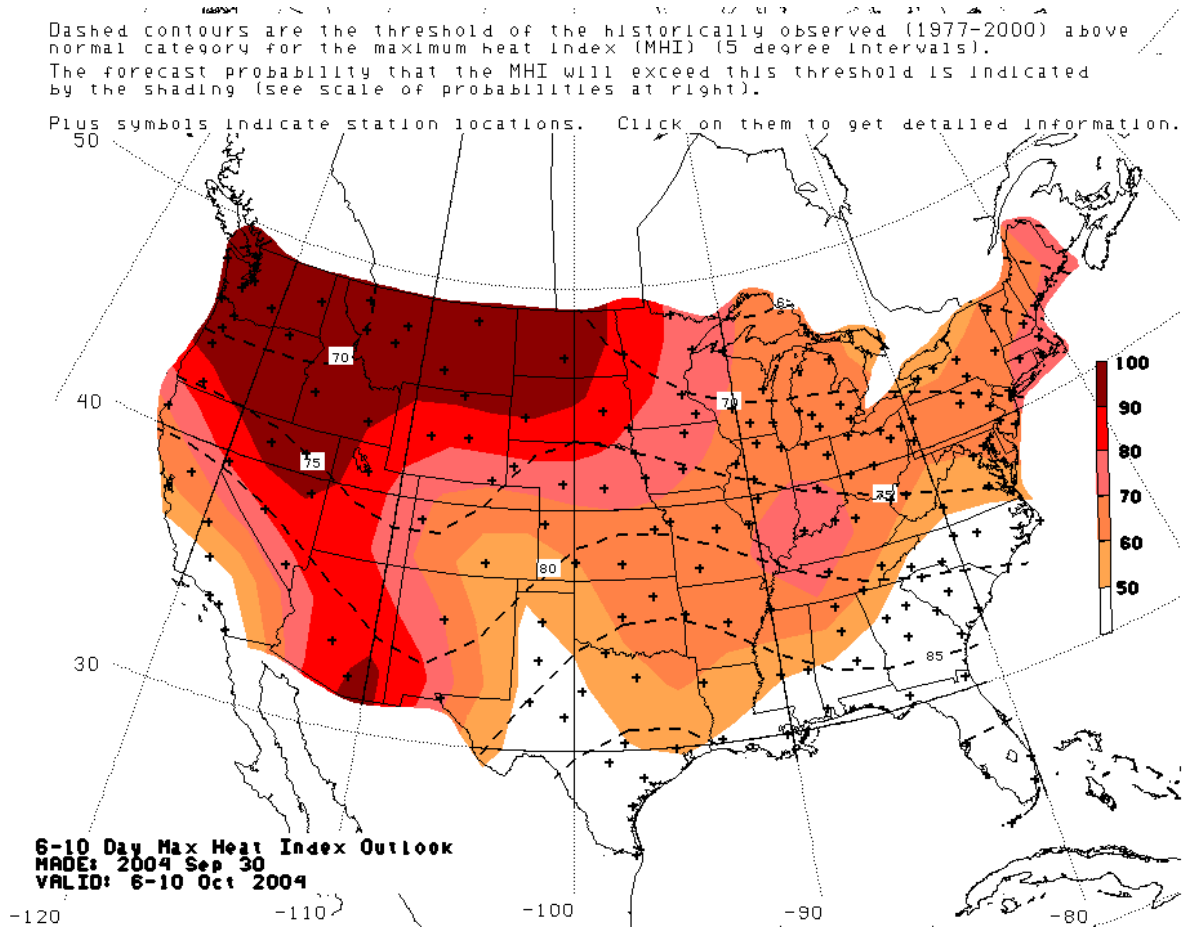 Dashed contours are the threshold of the historically observed (1977-2000) above
normal category for the maximum heat index (MHI) (5 degree intervals).
The forecast probability that the MHI will exceed this threshold is indicated
by the shading (see scale of probabilities at right).
Plus symbols indicate station locations. Click on them to get detailed information.
50
40
30
70
70
75
75
80
85
100
90
80
70
60
50
6-10 Day Max Heat Index Outlook
MADE: 2004 Sep 30
VALID: 6-10 Oct 2004
-120
-110
-100
-90
-80